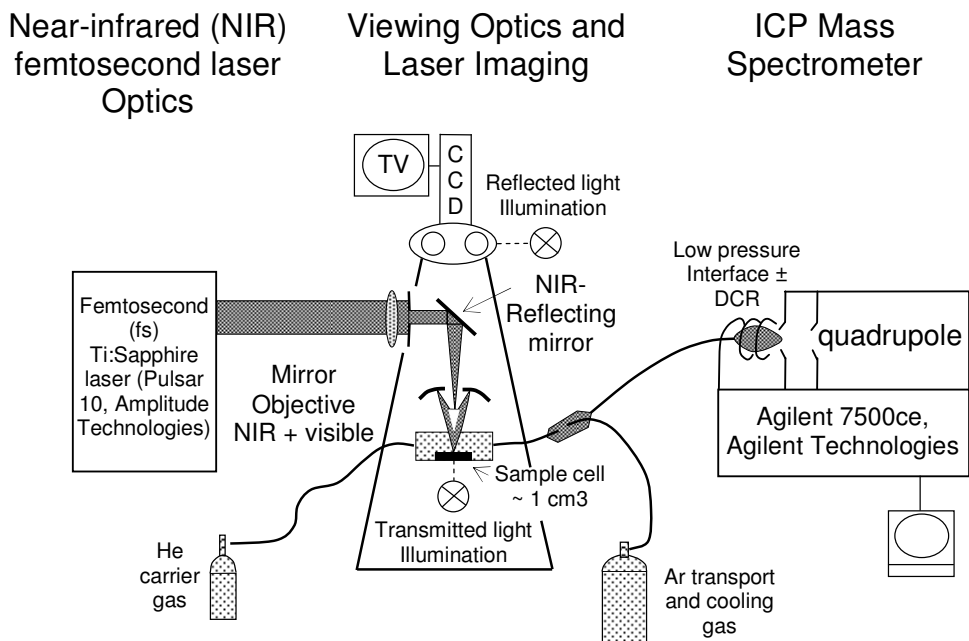 Near-infrared (NIR)
femtosecond laser
Optics
Viewing Optics and
Laser Imaging
ICP Mass
Spectrometer
TV
C
C
D
Reflected light
Illumination
Low pressure
Interface ±
DCR
NIR-
Reflecting
mirror
Femtosecond
(fs)
Ti:Sapphire
laser (Pulsar
10, Amplitude
Technologies)
quadrupole
Mirror
Objective
NIR + visible
Agilent 7500ce,
Agilent Technologies
Sample cell
~ 1 cm3
Transmitted light
Illumination
He
carrier
gas
Ar transport
and cooling
gas